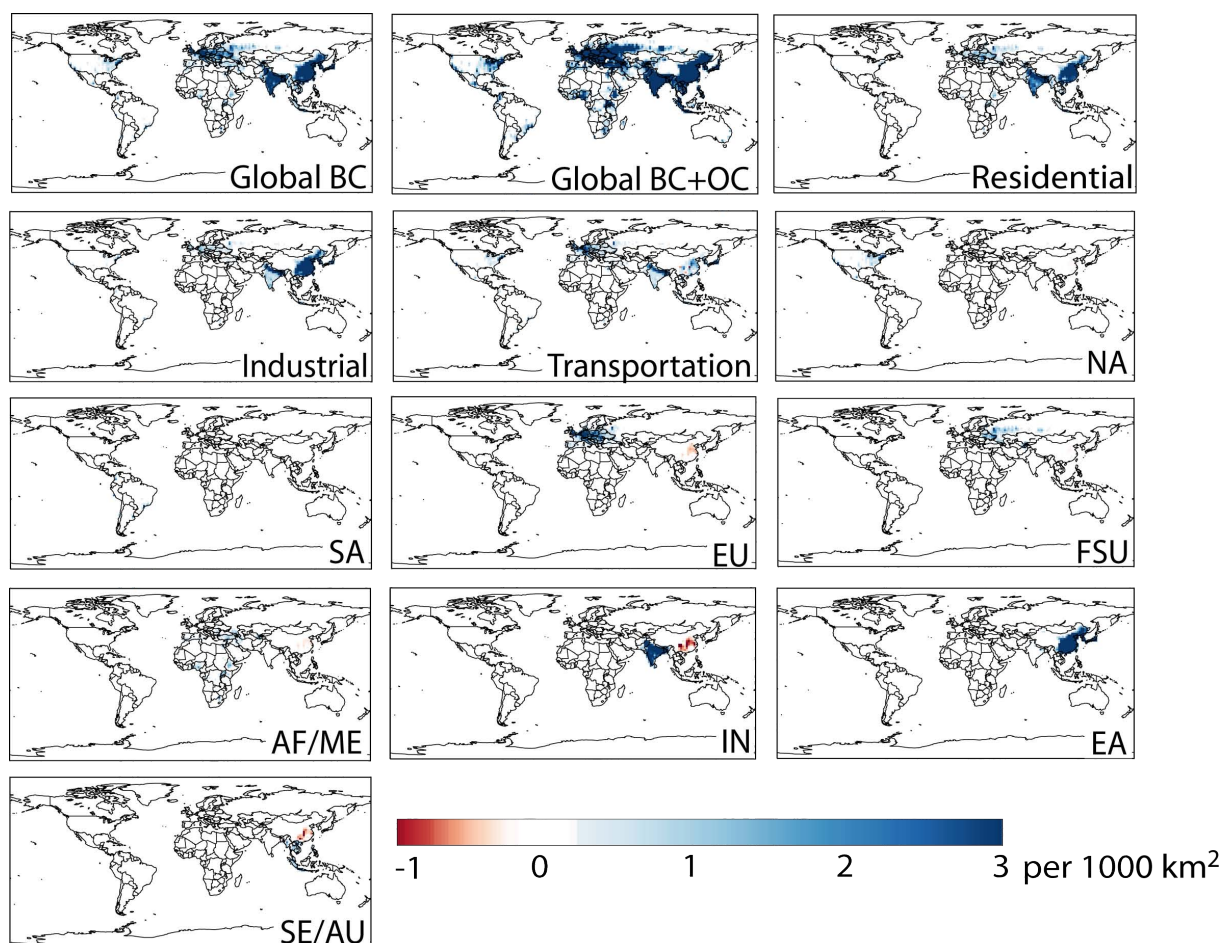 Global BC
Global BC+OC
Residential
Industrial
Transportation
NA
SA
EU
FSU
AF/ME
IN
EA
SE/AU
-1 0 1 2 3 per 1000 km²